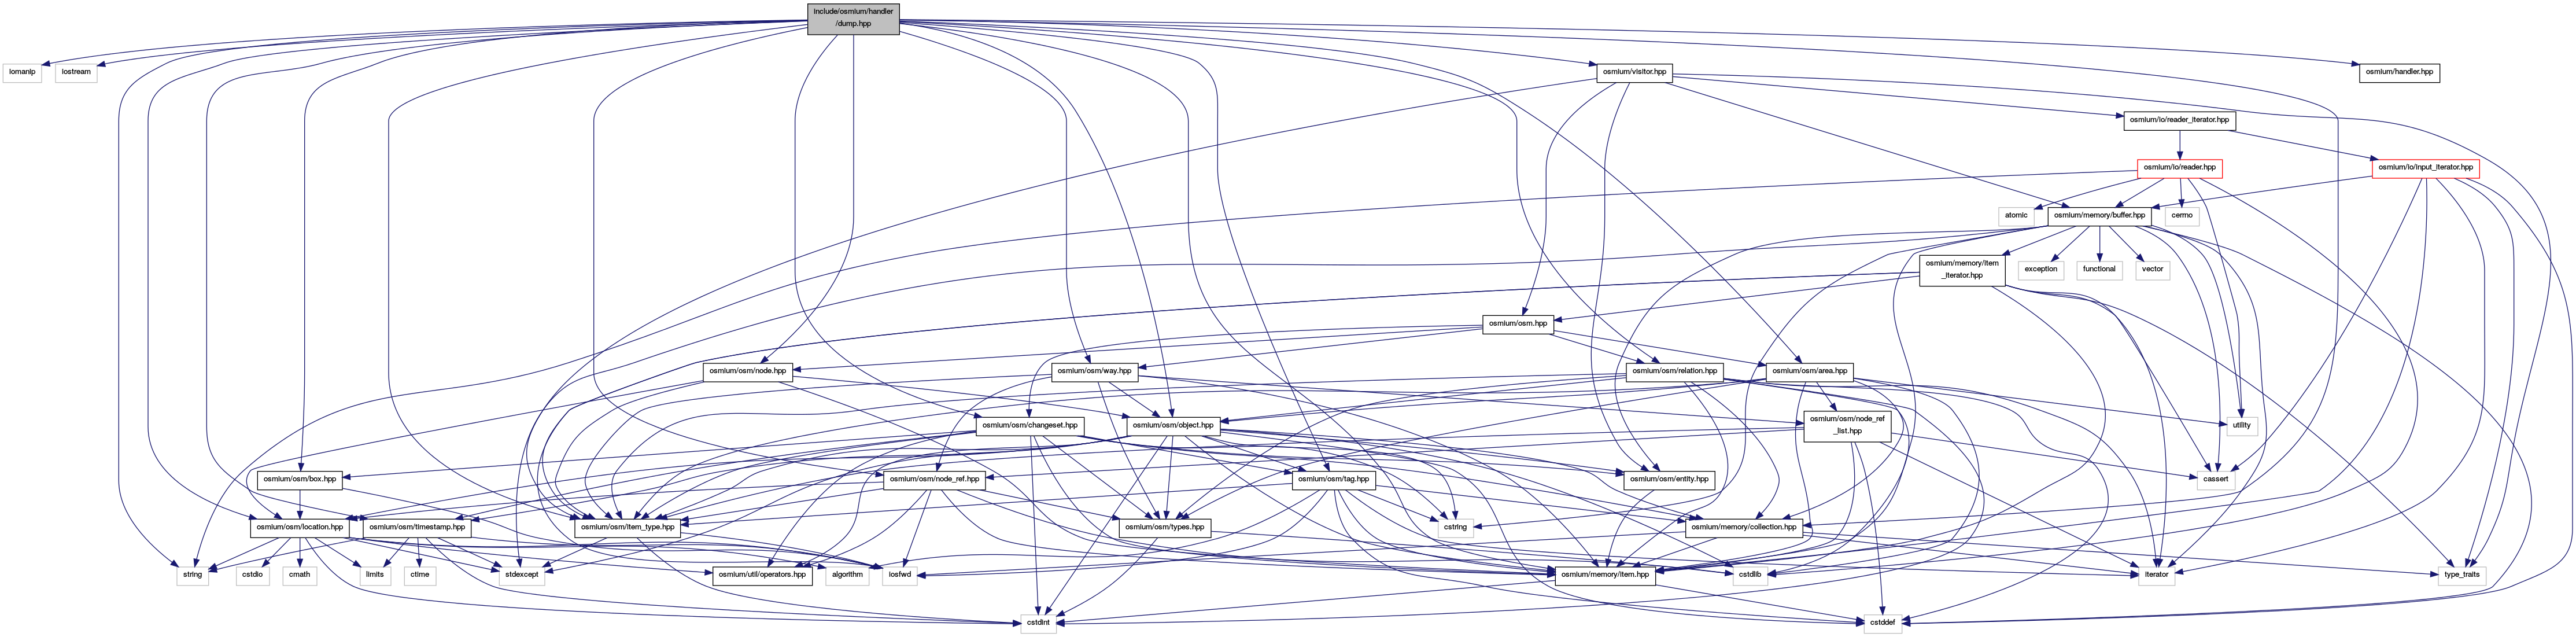 include/osmium/handler
/dump.hpp
iomanip
iostream
osmium/visitor.hpp
osmium/handler.hpp
osmium/io/reader_iterator.hpp
osmium/io/reader.hpp
osmium/io/input_iterator.hpp
atomic
osmium/memory/buffer.hpp
cerrno
osmium/memory/item
_iterator.hpp
exception
functional
vector
osmium/osm.hpp
osmium/osm/node.hpp
osmium/osm/way.hpp
osmium/osm/relation.hpp
osmium/osm/area.hpp
osmium/osm/changeset.hpp
osmium/osm/object.hpp
osmium/osm/node_ref
_list.hpp
utility
osmium/osm/box.hpp
osmium/osm/node_ref.hpp
osmium/osm/tag.hpp
osmium/osm/entity.hpp
cassert
osmium/osm/location.hpp
osmium/osm/timestamp.hpp
osmium/osm/item_type.hpp
osmium/osm/types.hpp
cstring
osmium/memory/collection.hpp
string
cstdio
cmath
limits
ctime
stdexcept
osmium/util/operators.hpp
algorithm
iosfwd
osmium/memory/item.hpp
cstdlib
iterator
type_traits
cstdint
cstddef